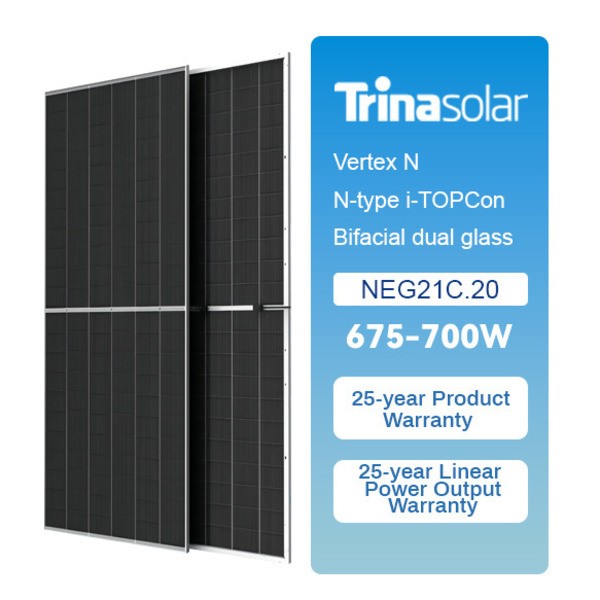 Trinasolar
Vertex N
N-type i-TOPCon
Bifacial dual glass
NEG21C.20
675-700W
25-year Product
Warranty
25-year Linear
Power Output
Warranty